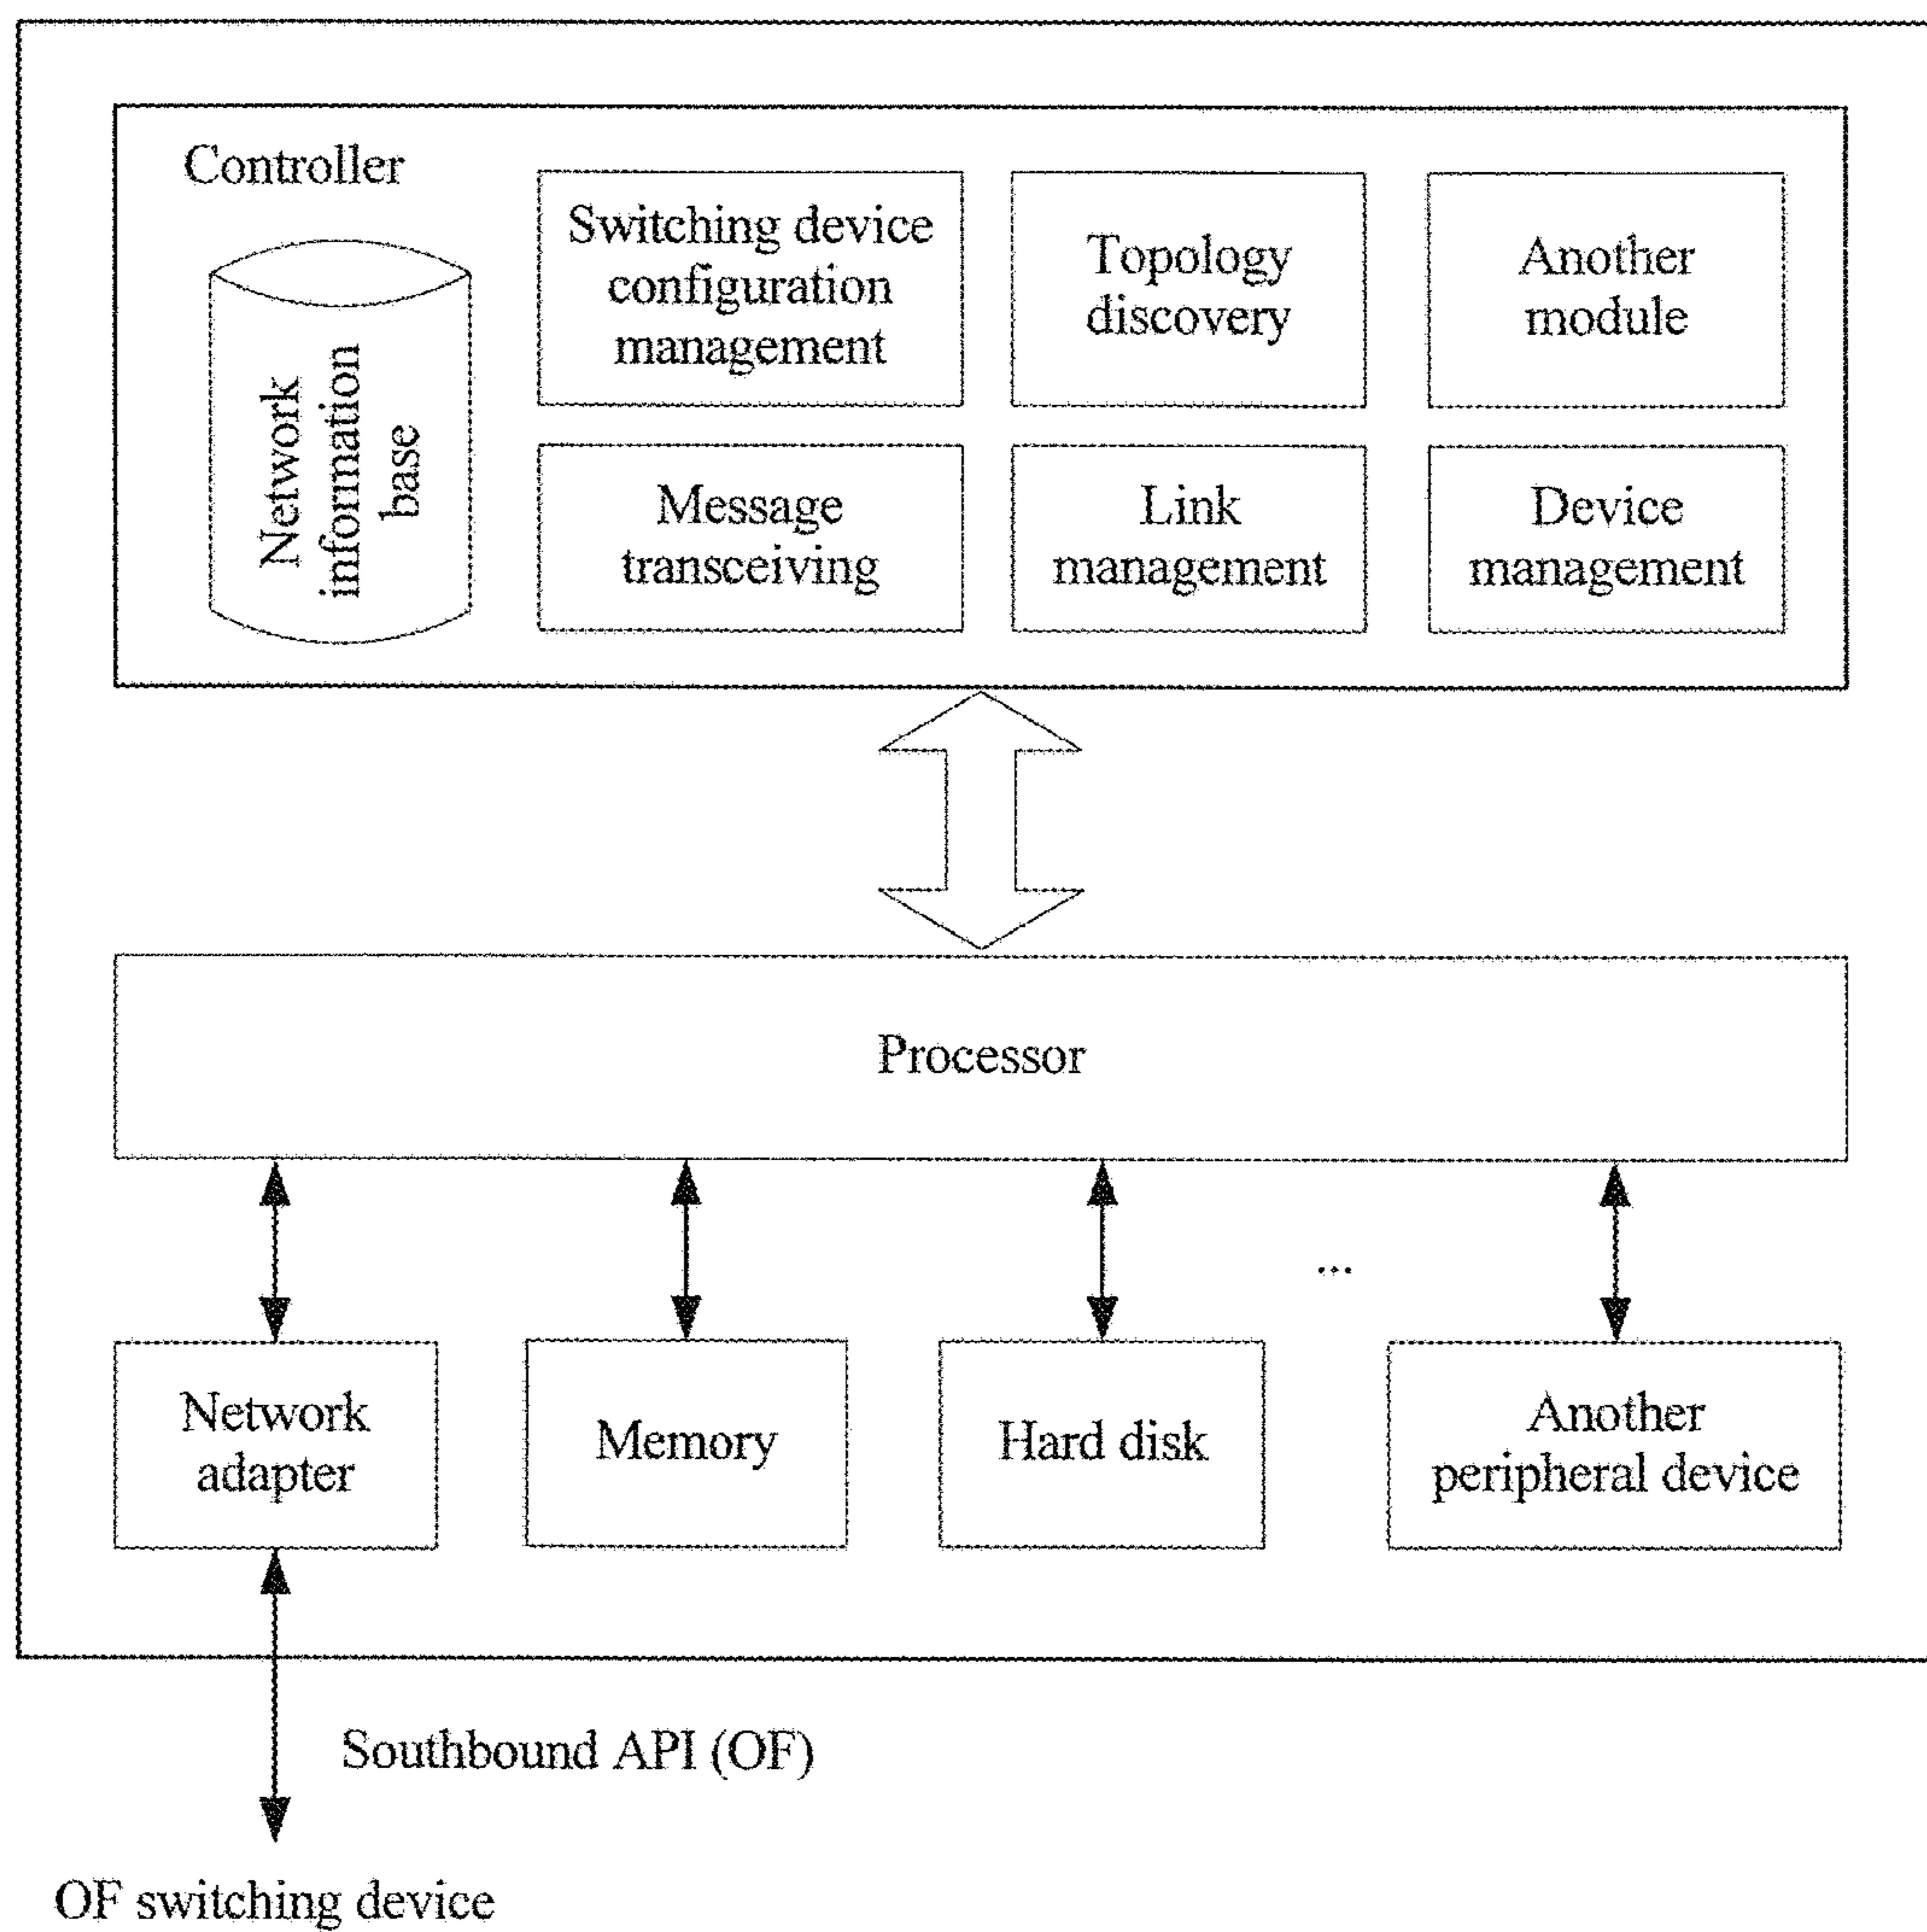 Controller
Network
information
base
Switching device
configuration
management
Topology
discovery
Another
module
Message
transceiving
Link
management
Device
management
Processor
...
Network
adapter
Memory
Hard disk
Another
peripheral device
Southbound API (OF)
OF switching device